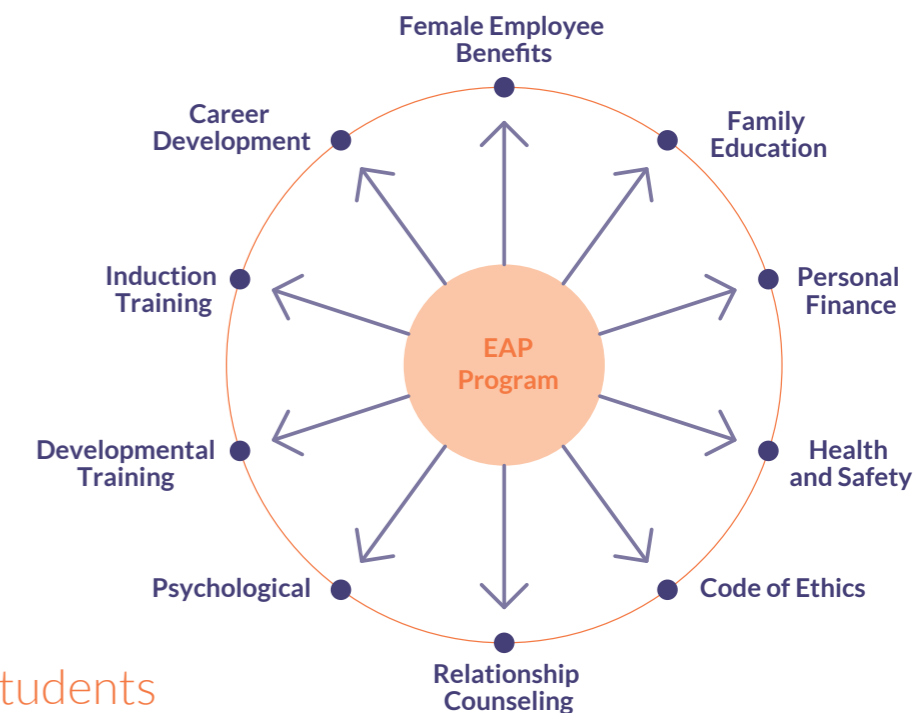 Female Employee
Benefits
Career
Development
Family
Education
Induction
Training
Personal
Finance
EAP
Program
Developmental
Training
Health
and Safety
Psychological
Code of Ethics
Relationship
Counseling
tudents